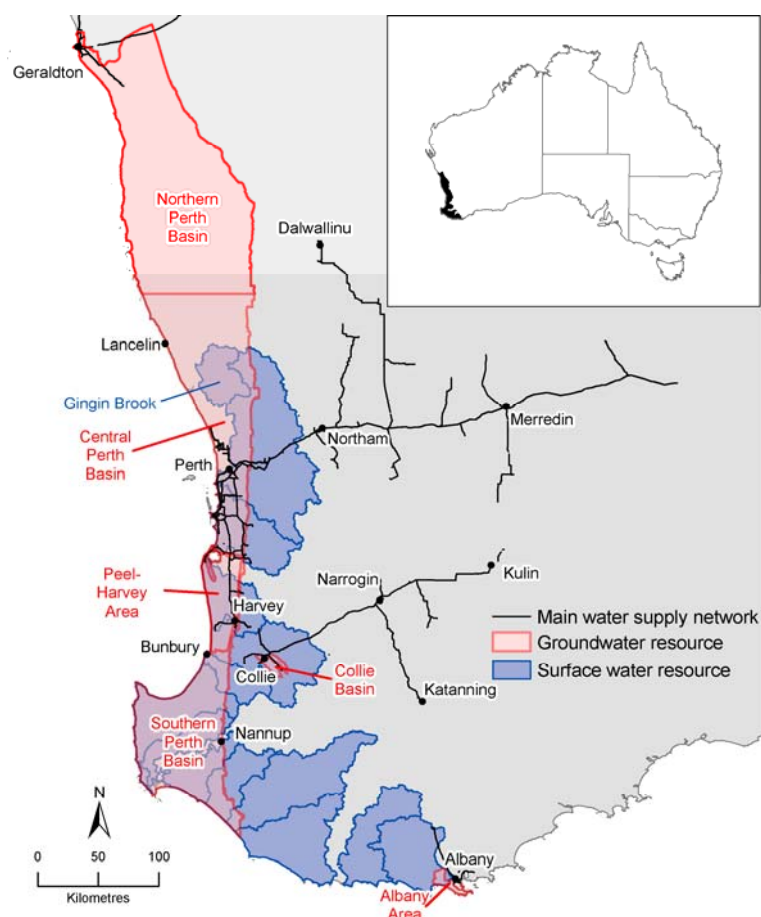 Geraldton
Northern
Perth
Basin
Dalwallinu
Lancelin
Gingin Brook
Central
Perth
Basin
Merredin
Northam
Perth
Peel-
Harvey
Area
Harvey
Narrogin
Kulin
Bunbury
Collie
Collie
Basin
Katanning
Main water supply network
Groundwater resource
Surface water resource
Southern
Perth
Basin
Nannup
N
0 50 100
Kilometres
Albany
Albany
Area